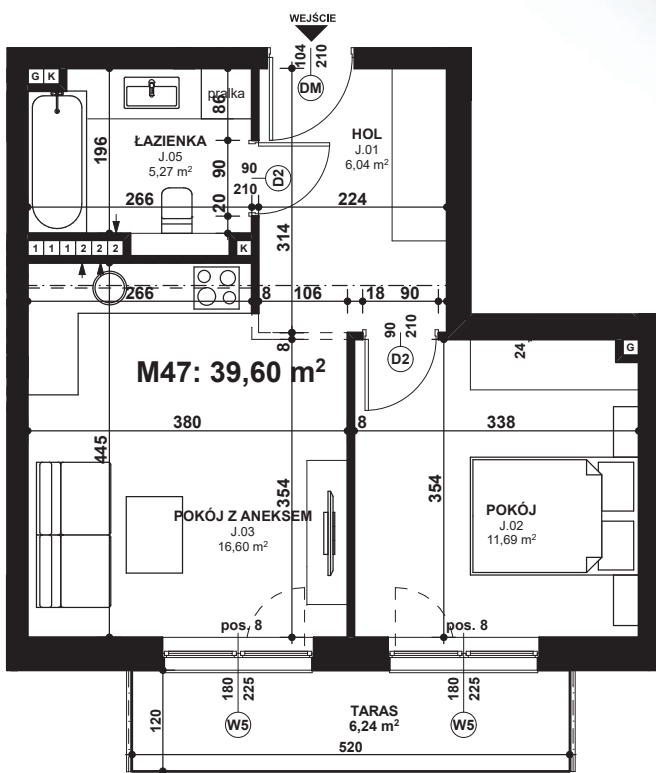 WEJŚCIE
104
210
DM
G K
pralka
86
HOL
J.01
6,04 m²
ŁAZIENKA
J.05
5,27 m²
196
90
90
210
D2
20
266
224
314
1 1 1 2 2 2
K
266
8
106
18
90
90
210
D2
8
24
G
M47: 39,60 m²
380
8
338
445
354
354
POKÓJ Z ANEKSEM
J.03
16,60 m²
POKÓJ
J.02
11,69 m²
pos. 8
pos. 8
180
225
W5
180
225
W5
120
TARAS
6,24 m²
520